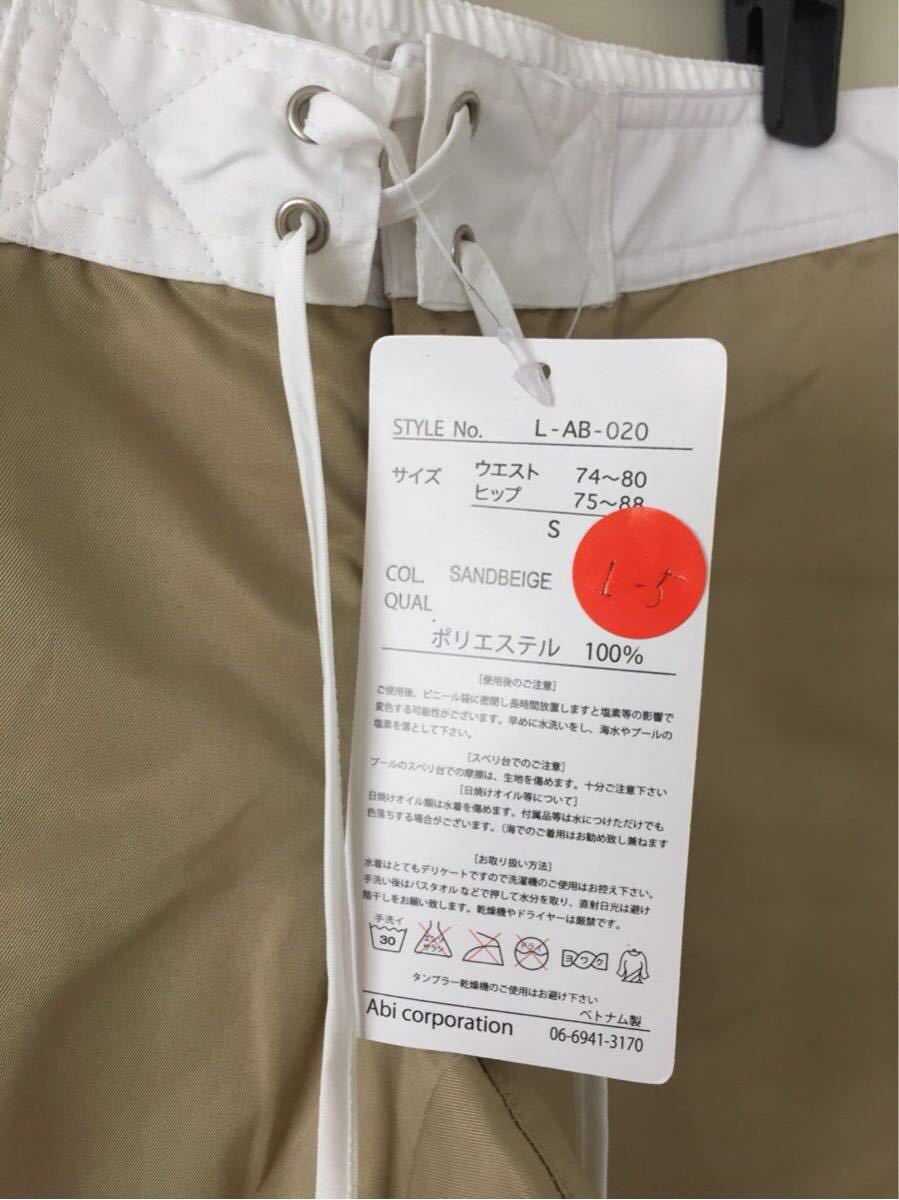 STYLE No. L-AB-020
サイズ ウエスト 74〜80
ヒップ 75〜88
S
1-5
COL. SANDBEIGE.
QUAL
ポリエステル 100%
[使用後のご注意]
ご使用後、ビニール袋に密閉し長時間放置しますと塩素等の影響で
変色する可能性がございます。早めに水洗いをし、海水やプールの
塩素を落として下さい。
[スベリ台でのご注意]
プールのスベリ台での摩擦は、生地を傷めます。十分ご注意下さい
[日焼けオイル等について]
日焼けオイル類は水着を傷めます。付属品等は水につけただけでも
色落ちする場合がございます。(海でのご着用はお勧め致し兼ねます
[お取り扱い方法]
水着はとてもデリケートですので洗濯機のご使用はお控え下さい。
手洗い後はバスタオルなどで押して水分を取り、直射日光は避け
陰干しをお願い致します。乾燥機やドライヤーは厳禁です。
手洗イ
30
エンソ
サラシ
ドライ
ヨワク
タンブラー乾燥機のご使用はお避け下さい
ベトナム製
Abi corporation 06-6941-3170